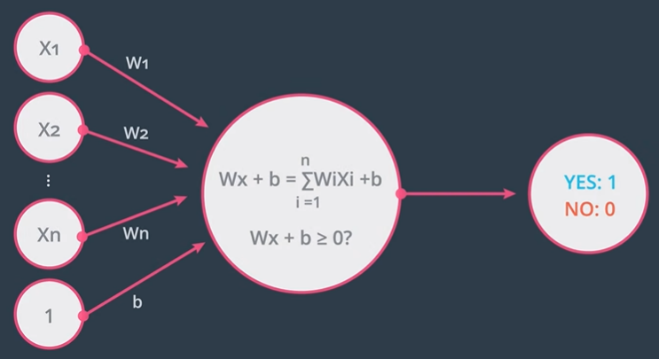 X1
W1
X2
W2
⋮
Xn
Wn
1
b
n
Wx + b = ∑WiXi +b
i =1
Wx + b ≥ 0?
YES: 1
NO: 0